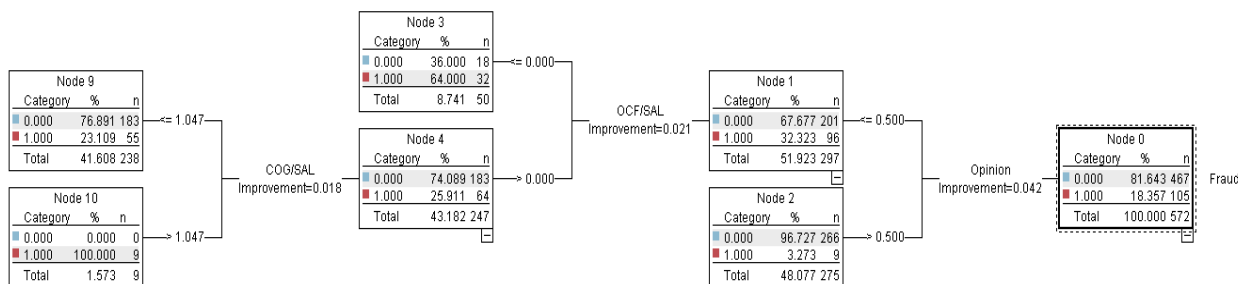 Node 9
Category % n
0.000 76.891 183
1.000 23.109 55
Total 41.608 238
Node 10
Category % n
0.000 0.000 0
1.000 100.000 9
Total 1.573 9
<= 1.047
> 1.047
COG/SAL
Improvement=0.018
Node 3
Category % n
0.000 36.000 18
1.000 64.000 32
Total 8.741 50
Node 4
Category % n
0.000 74.089 183
1.000 25.911 64
Total 43.182 247
<= 0.000
> 0.000
OCF/SAL
Improvement=0.021
Node 1
Category % n
0.000 67.677 201
1.000 32.323 96
Total 51.923 297
Node 2
Category % n
0.000 96.727 266
1.000 3.273 9
Total 48.077 275
<= 0.500
> 0.500
Opinion
Improvement=0.042
Node 0
Category % n
0.000 81.643 467
1.000 18.357 105
Total 100.000 572
Fraud